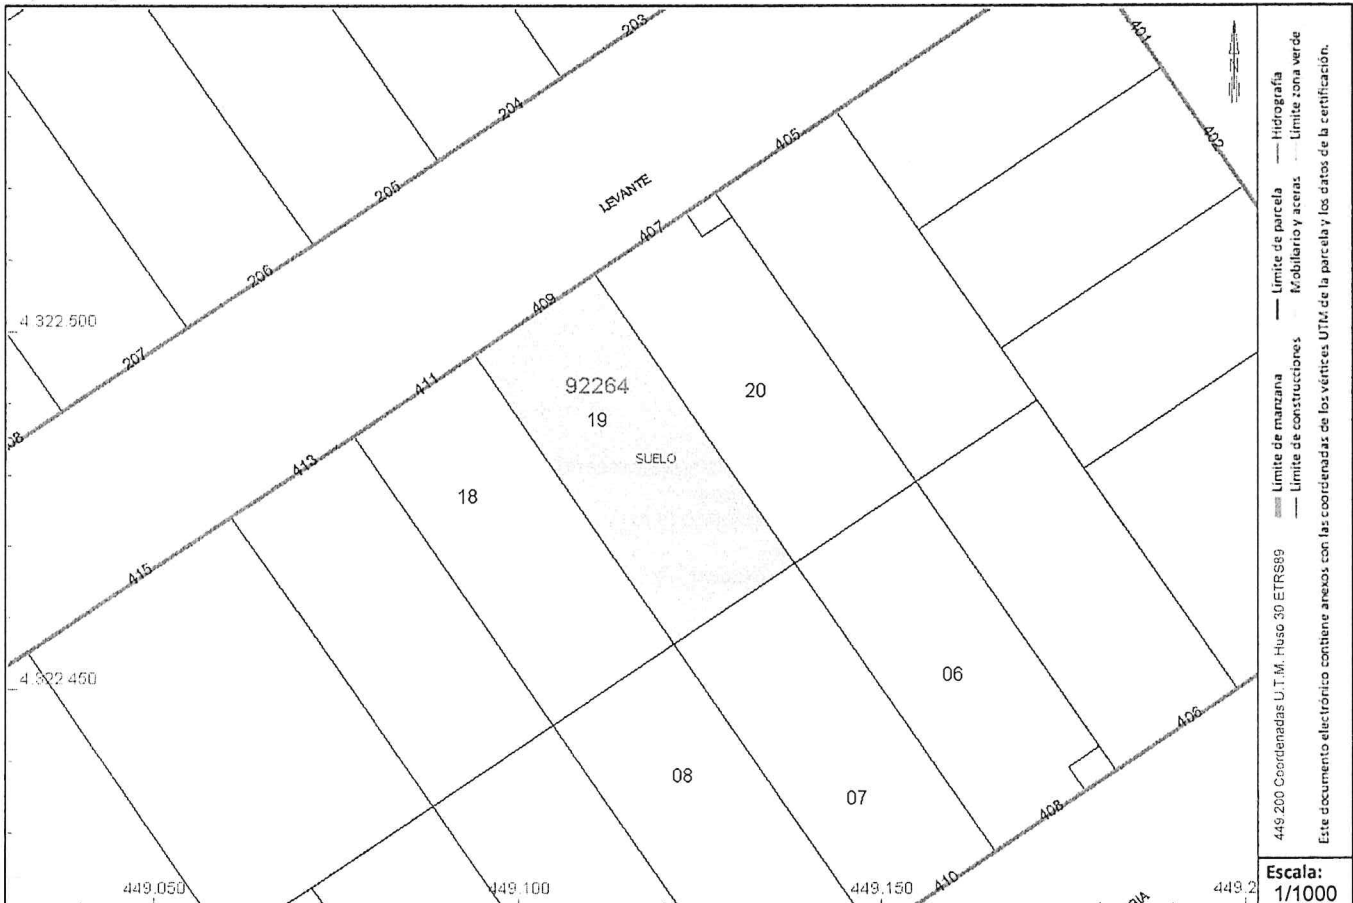 203
204
205
206
207
08
401
402
405
LEVANTE
407
409
411
413
415
4.322.500
4.322.450
92264
19
SUELO
20
18
06
08
07
406
408
410
449.050
449.100
449.150
449.2
449.200 Coordenadas U.T.M. Huso 30 ETRS89
Límite de manzana
Límite de parcela
Hidrografía
Límite de construcciones
Mobiliario y aceras
Límite zona verde
Este documento electrónico contiene anexos con las coordenadas de los vértices UTM de la parcela y los datos de la certificación.
Escala:
1/1000